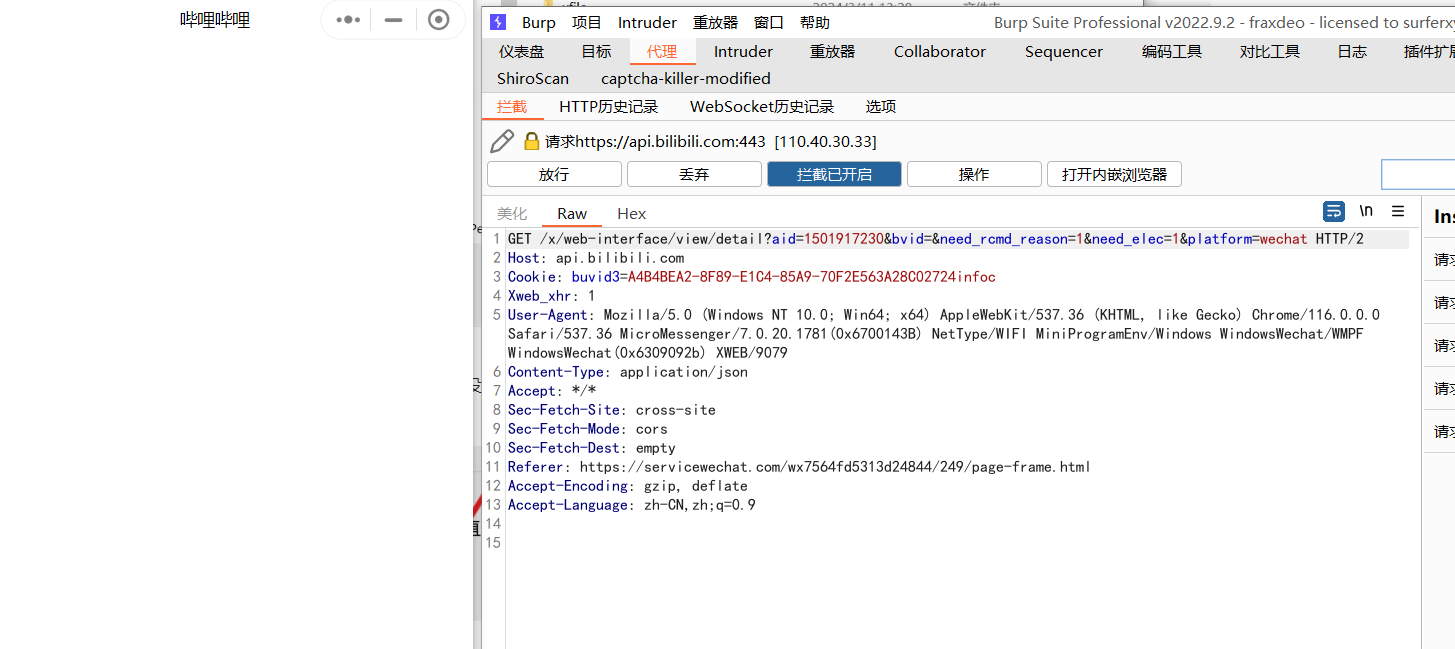 哔哩哔哩
Burp 项目 Intruder 重放器 窗口 帮助
Burp Suite Professional v2022.9.2 - fraxdeo - licensed to surferxy
仪表盘 目标 代理 Intruder 重放器 Collaborator Sequencer 编码工具 对比工具 日志 插件扩展
ShiroScan captcha-killer-modified
拦截 HTTP历史记录 WebSocket历史记录 选项
请求https://api.bilibili.com:443 [110.40.30.33]
放行 丢弃 拦截已开启 操作 打开内嵌浏览器
美化 Raw Hex
\n
Ins
1 GET /x/web-interface/view/detail?aid=1501917230&bvid=&need_rcmd_reason=1&need_elec=1&platform=wechat HTTP/2
2 Host: api.bilibili.com
3 Cookie: buvid3=A4B4BEA2-8F89-E1C4-85A9-70F2E563A28C02724infoc
4 Xweb_xhr: 1
5 User-Agent: Mozilla/5.0 (Windows NT 10.0; Win64; x64) AppleWebKit/537.36 (KHTML, like Gecko) Chrome/116.0.0.0
Safari/537.36 MicroMessenger/7.0.20.1781(0x6700143B) NetType/WIFI MiniProgramEnv/Windows WindowsWechat/WMPF
WindowsWechat(0x6309092b) XWEB/9079
6 Content-Type: application/json
7 Accept: */*
8 Sec-Fetch-Site: cross-site
9 Sec-Fetch-Mode: cors
10 Sec-Fetch-Dest: empty
11 Referer: https://servicewechat.com/wx7564fd5313d24844/249/page-frame.html
12 Accept-Encoding: gzip, deflate
13 Accept-Language: zh-CN,zh;q=0.9
14
15
请求
请求
请求
请求
请求